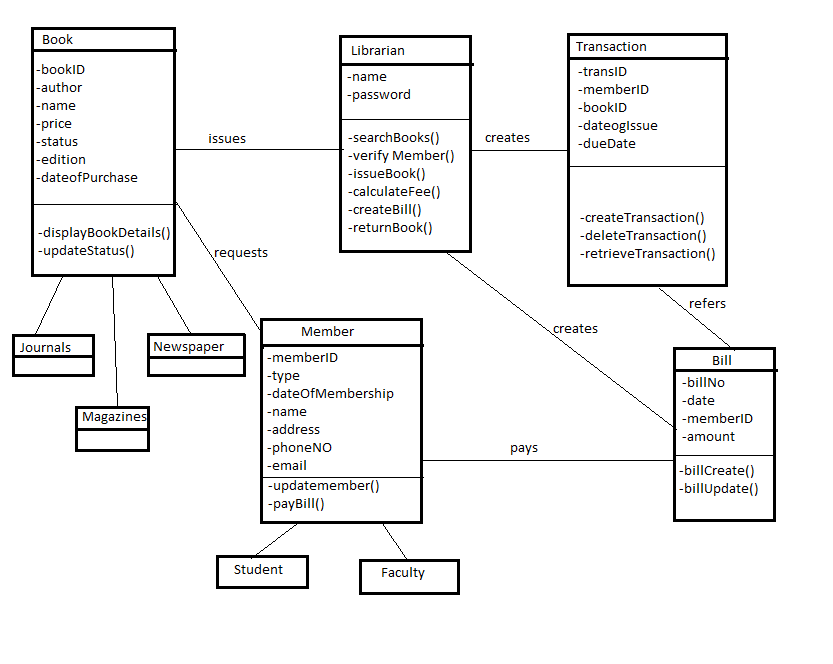 Book
-bookID
-author
-name
-price
-status
-edition
-dateofPurchase
-displayBookDetails()
-updateStatus()
issues
Librarian
-name
-password
-searchBooks()
-verify Member()
-issueBook()
-calculateFee()
-createBill()
-returnBook()
creates
Transaction
-transID
-memberID
-bookID
-dateogIssue
-dueDate
-createTransaction()
-deleteTransaction()
-retrieveTransaction()
requests
refers
creates
Journals
Newspaper
Magazines
Member
-memberID
-type
-dateOfMembership
-name
-address
-phoneNO
-email
-updatemember()
-payBill()
pays
Bill
-billNo
-date
-memberID
-amount
-billCreate()
-billUpdate()
Student
Faculty